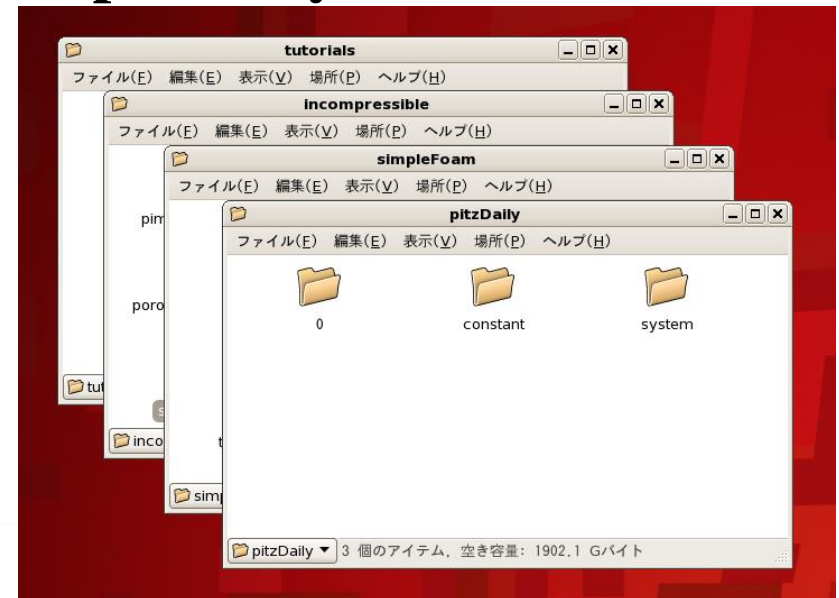 tutorials
ファイル(F) 編集(E) 表示(V) 場所(P) ヘルプ(H)
incompressible
ファイル(F) 編集(E) 表示(V) 場所(P) ヘルプ(H)
simpleFoam
ファイル(F) 編集(E) 表示(V) 場所(P) ヘルプ(H)
pitzDaily
ファイル(F) 編集(E) 表示(V) 場所(P) ヘルプ(H)
pim
poro
0 constant system
tut
inco
simp
pitzDaily 3 個のアイテム, 空き容量: 1902.1 Gバイト